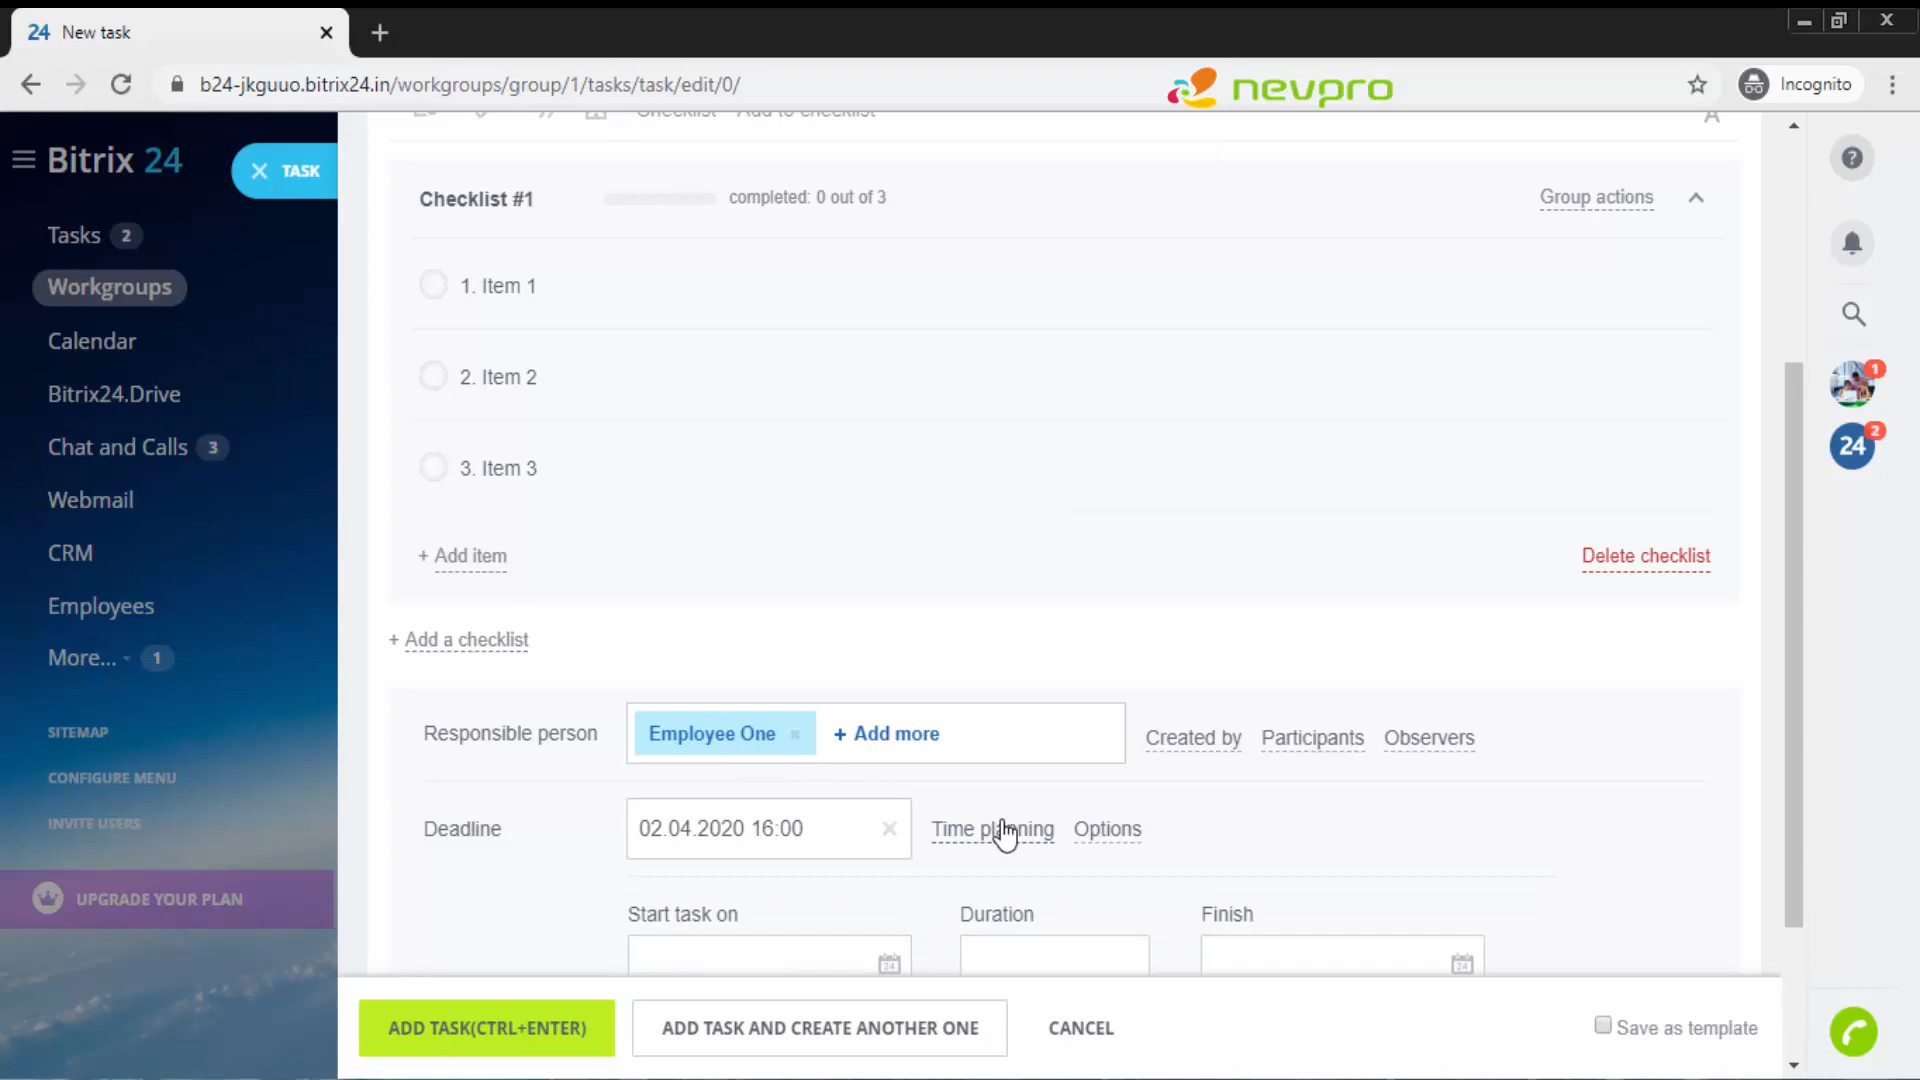 24 New task
b24-jkguuo.bitrix24.in/workgroups/group/1/tasks/task/edit/0/
nevpro
Incognito
Bitrix 24
TASK
Checklist Add to checklist
A
Checklist #1
completed: 0 out of 3
Group actions
Tasks 2
Workgroups
1. Item 1
Calendar
2. Item 2
1
Bitrix24.Drive
Chat and Calls 3
24 2
3. Item 3
Webmail
CRM
+ Add item
Delete checklist
Employees
+ Add a checklist
More... 1
SITEMAP
Responsible person
Employee One
+ Add more
Created by Participants Observers
CONFIGURE MENU
INVITE USERS
Deadline
02.04.2020 16:00
Time planning Options
UPGRADE YOUR PLAN
Start task on
Duration
Finish
24
24
ADD TASK(CTRL+ENTER)
ADD TASK AND CREATE ANOTHER ONE
CANCEL
Save as template